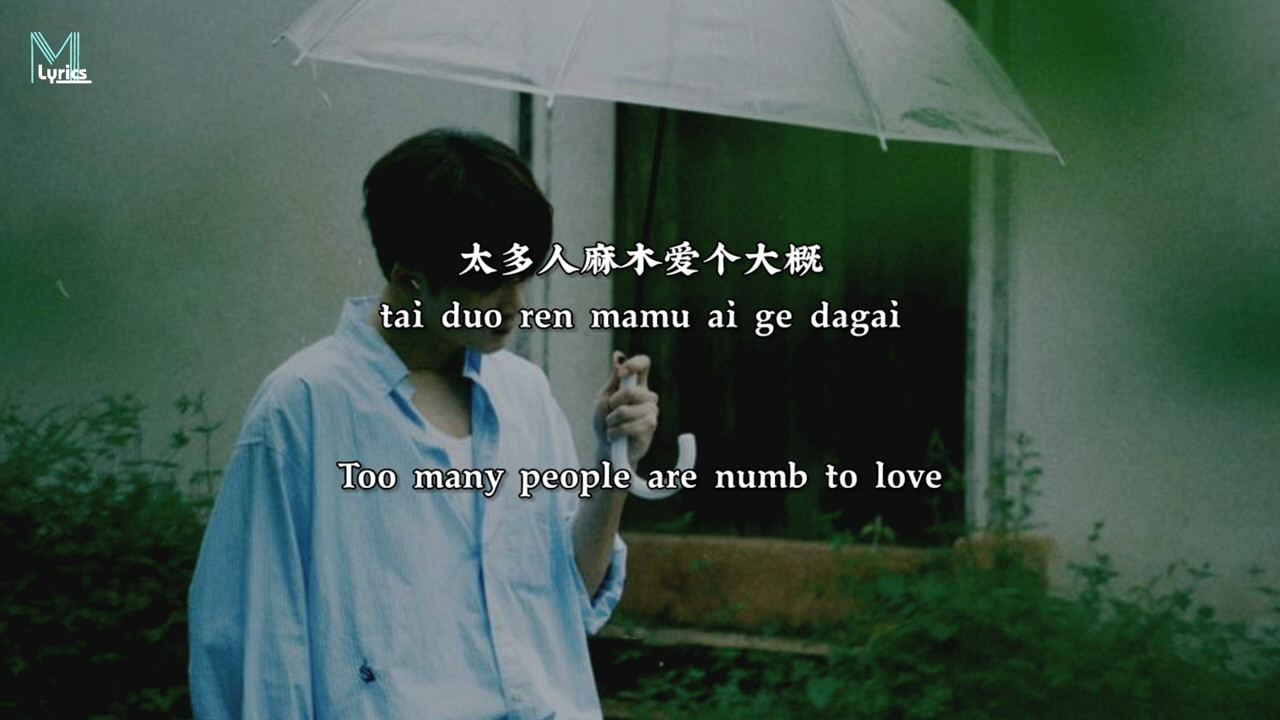 M
Lyrics
太多人麻木爱个大概
tai duo ren mamu ai ge dagai
Too many people are numb to love